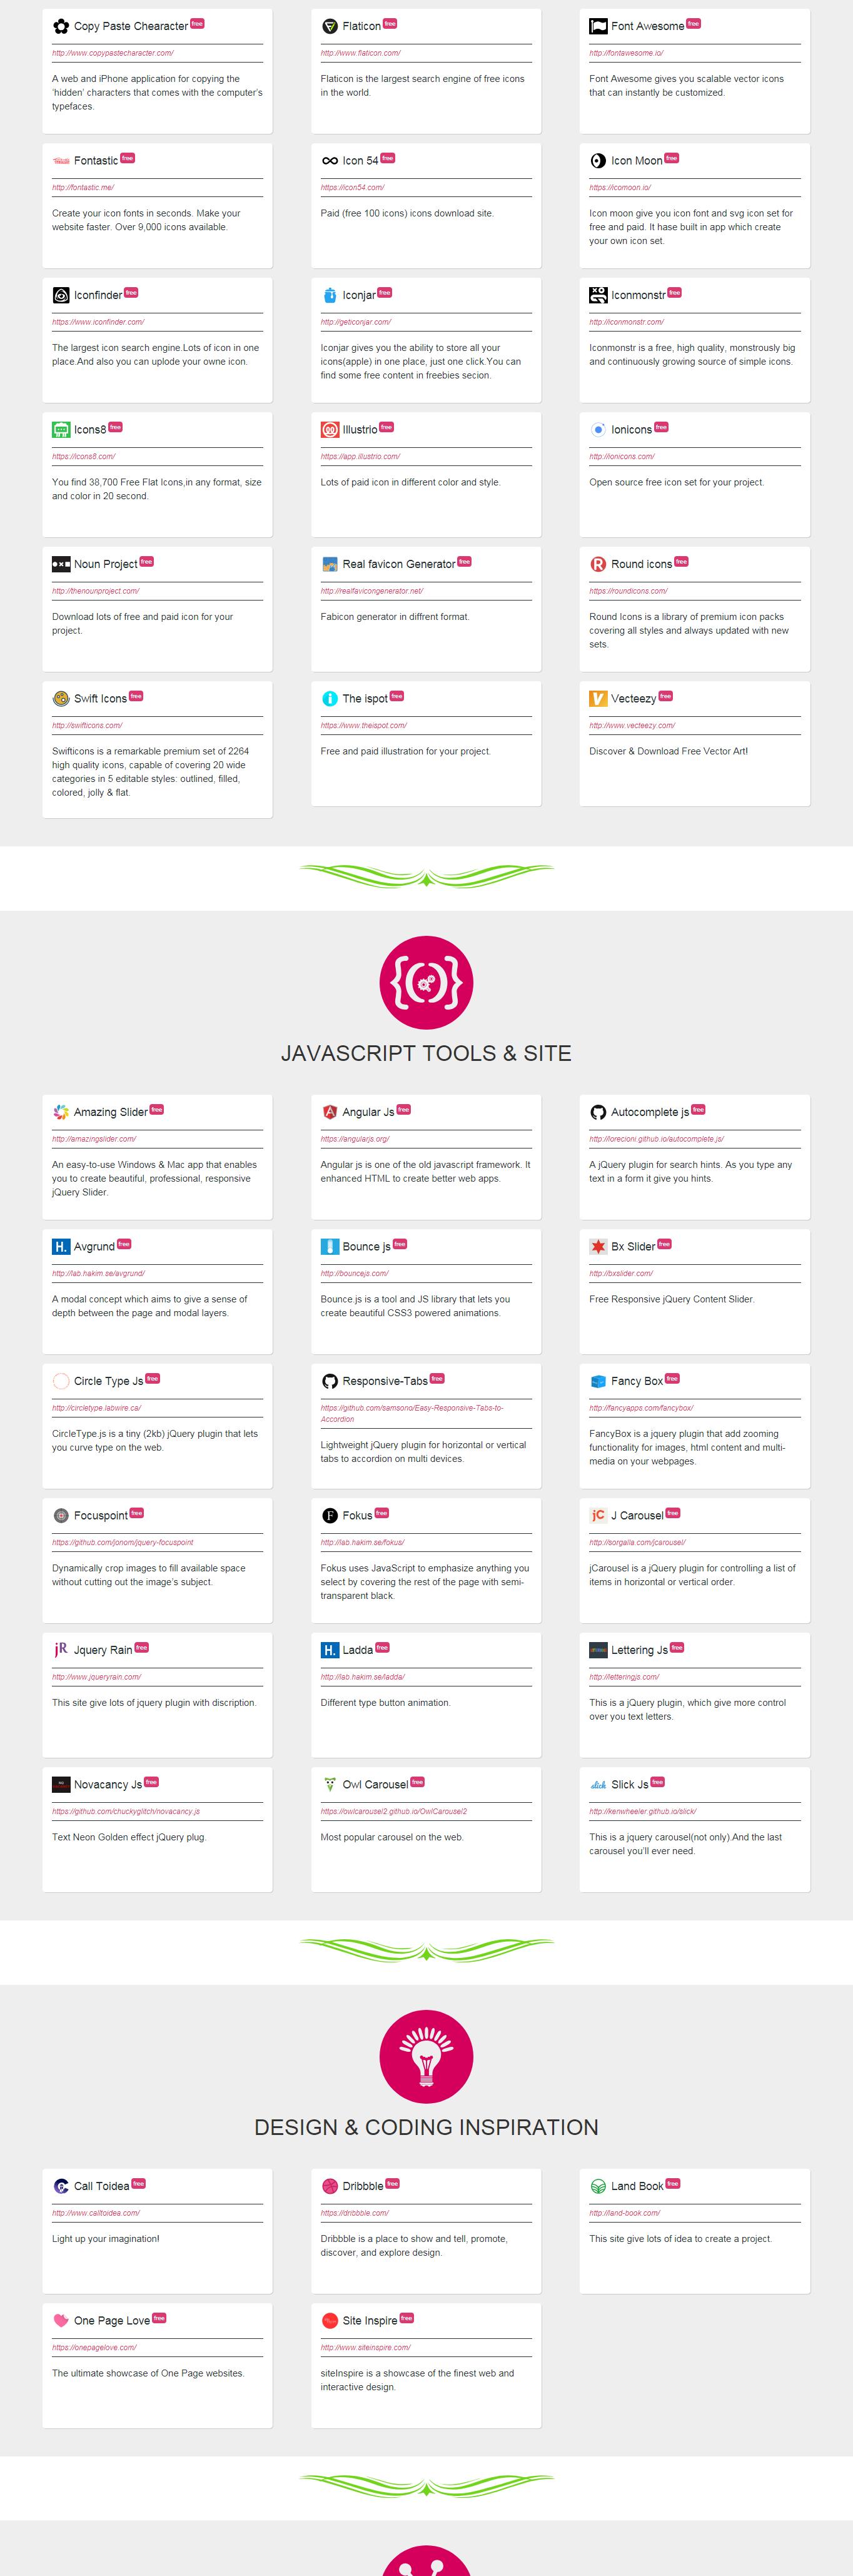 Copy Paste Chearacter free
http://www.copypastecharacter.com/
A web and iPhone application for copying the
'hidden' characters that comes with the computer's
typefaces.
Flaticon free
http://www.flaticon.com/
Flaticon is the largest search engine of free icons
in the world.
Font Awesome free
http://fontawesome.io/
Font Awesome gives you scalable vector icons
that can instantly be customized.
Fontastic free
http://fontastic.me/
Create your icon fonts in seconds. Make your
website faster. Over 9,000 icons available.
Icon 54 free
https://icon54.com/
Paid (free 100 icons) icons download site.
Icon Moon free
https://icomoon.io/
Icon moon give you icon font and svg icon set for
free and paid. It hase built in app which create
your own icon set.
Iconfinder free
https://www.iconfinder.com/
The largest icon search engine.Lots of icon in one
place.And also you can uplode your owne icon.
Iconjar free
http://geticonjar.com/
Iconjar gives you the ability to store all your
icons(apple) in one place, just one click.You can
find some free content in freebies secion.
Iconmonstr free
http://iconmonstr.com/
Iconmonstr is a free, high quality, monstrously big
and continuously growing source of simple icons.
Icons8 free
https://icons8.com/
You find 38,700 Free Flat Icons,in any format, size
and color in 20 second.
Illustrio free
https://app.illustrio.com/
Lots of paid icon in different color and style.
Ionicons free
http://ionicons.com/
Open source free icon set for your project.
Noun Project free
http://thenounproject.com/
Download lots of free and paid icon for your
project.
Real favicon Generator free
http://realfavicongenerator.net/
Fabicon generator in diffrent format.
R
Round icons free
https://roundicons.com/
Round Icons is a library of premium icon packs
covering all styles and always updated with new
sets.
Swift Icons free
http://swifticons.com/
Swifticons is a remarkable premium set of 2264
high quality icons, capable of covering 20 wide
categories in 5 editable styles: outlined, filled,
colored, jolly & flat.
i
The ispot free
https://www.theispot.com/
Free and paid illustration for your project.
V
Vecteezy free
http://www.vecteezy.com/
Discover & Download Free Vector Art!
JAVASCRIPT TOOLS & SITE
Amazing Slider free
http://amazingslider.com/
An easy-to-use Windows & Mac app that enables
you to create beautiful, professional, responsive
jQuery Slider.
A
Angular Js free
https://angularjs.org/
Angular js is one of the old javascript framework. It
enhanced HTML to create better web apps.
Autocomplete js free
http://lorecioni.github.io/autocomplete.js/
A jQuery plugin for search hints. As you type any
text in a form it give you hints.
H.
Avgrund free
http://lab.hakim.se/avgrund/
A modal concept which aims to give a sense of
depth between the page and modal layers.
Bounce js free
http://bouncejs.com/
Bounce.js is a tool and JS library that lets you
create beautiful CSS3 powered animations.
Bx Slider free
http://bxslider.com/
Free Responsive jQuery Content Slider.
Circle Type Js free
http://circletype.labwire.ca/
CircleType.js is a tiny (2kb) jQuery plugin that lets
you curve type on the web.
Responsive-Tabs free
https://github.com/samsono/Easy-Responsive-Tabs-to-
Accordion
Lightweight jQuery plugin for horizontal or vertical
tabs to accordion on multi devices.
Fancy Box free
http://fancyapps.com/fancybox/
FancyBox is a jquery plugin that add zooming
functionality for images, html content and multi-
media on your webpages.
Focuspoint free
https://github.com/jonom/jquery-focuspoint
Dynamically crop images to fill available space
without cutting out the image's subject.
F
Fokus free
http://lab.hakim.se/fokus/
Fokus uses JavaScript to emphasize anything you
select by covering the rest of the page with semi-
transparent black.
jC
J Carousel free
http://sorgalla.com/jcarousel/
jCarousel is a jQuery plugin for controlling a list of
items in horizontal or vertical order.
jR
Jquery Rain free
http://www.jqueryrain.com/
This site give lots of jquery plugin with discription.
H.
Ladda free
http://lab.hakim.se/ladda/
Different type button animation.
Lettering Js free
http://letteringjs.com/
This is a jQuery plugin, which give more control
over you text letters.
Novacancy Js free
https://github.com/chuckyglitch/novacancy.js
Text Neon Golden effect jQuery plug.
Owl Carousel free
https://owlcarousel2.github.io/OwlCarousel2
Most popular carousel on the web.
slick
Slick Js free
http://kenwheeler.github.io/slick/
This is a jquery carousel(not only).And the last
carousel you'll ever need.
DESIGN & CODING INSPIRATION
Call Toidea free
http://www.calltoidea.com/
Light up your imagination!
Dribbble free
https://dribbble.com/
Dribbble is a place to show and tell, promote,
discover, and explore design.
Land Book free
http://land-book.com/
This site give lots of idea to create a project.
One Page Love free
https://onepagelove.com/
The ultimate showcase of One Page websites.
Site Inspire free
http://www.siteinspire.com/
siteInspire is a showcase of the finest web and
interactive design.